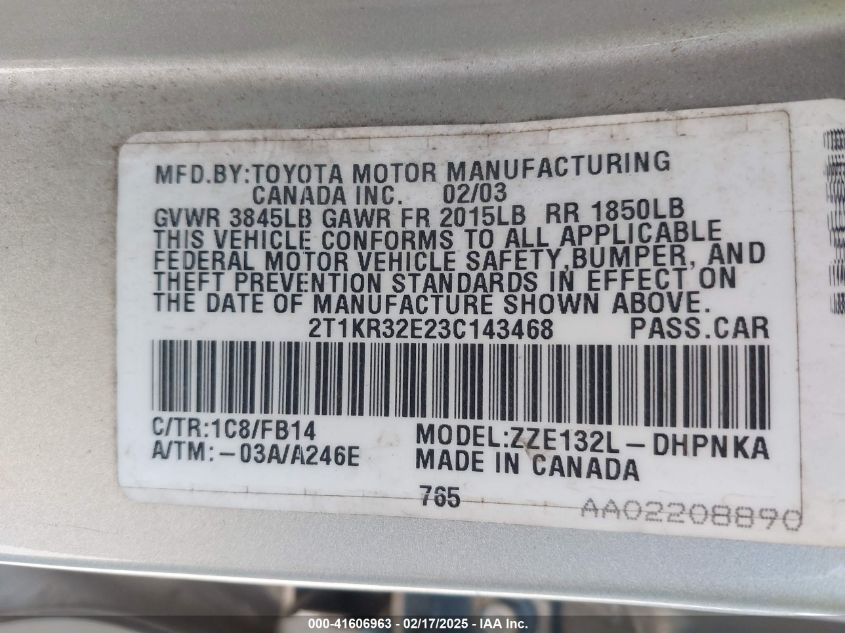 MFD.BY:TOYOTA MOTOR MANUFACTURING
CANADA INC. 02/03
GVWR 3845LB GAWR FR 2015LB RR 1850LB
THIS VEHICLE CONFORMS TO ALL APPLICABLE
FEDERAL MOTOR VEHICLE SAFETY,BUMPER, AND
THEFT PREVENTION STANDARDS IN EFFECT ON
THE DATE OF MANUFACTURE SHOWN ABOVE.
2T1KR32E23C143468 PASS.CAR
C/TR:1C8/FB14 MODEL:ZZE132L-DHPNKA
A/TM:-03A/A246E MADE IN CANADA
765 AA02208890
000-41606963 / 02/17/2025 - IAA Inc.